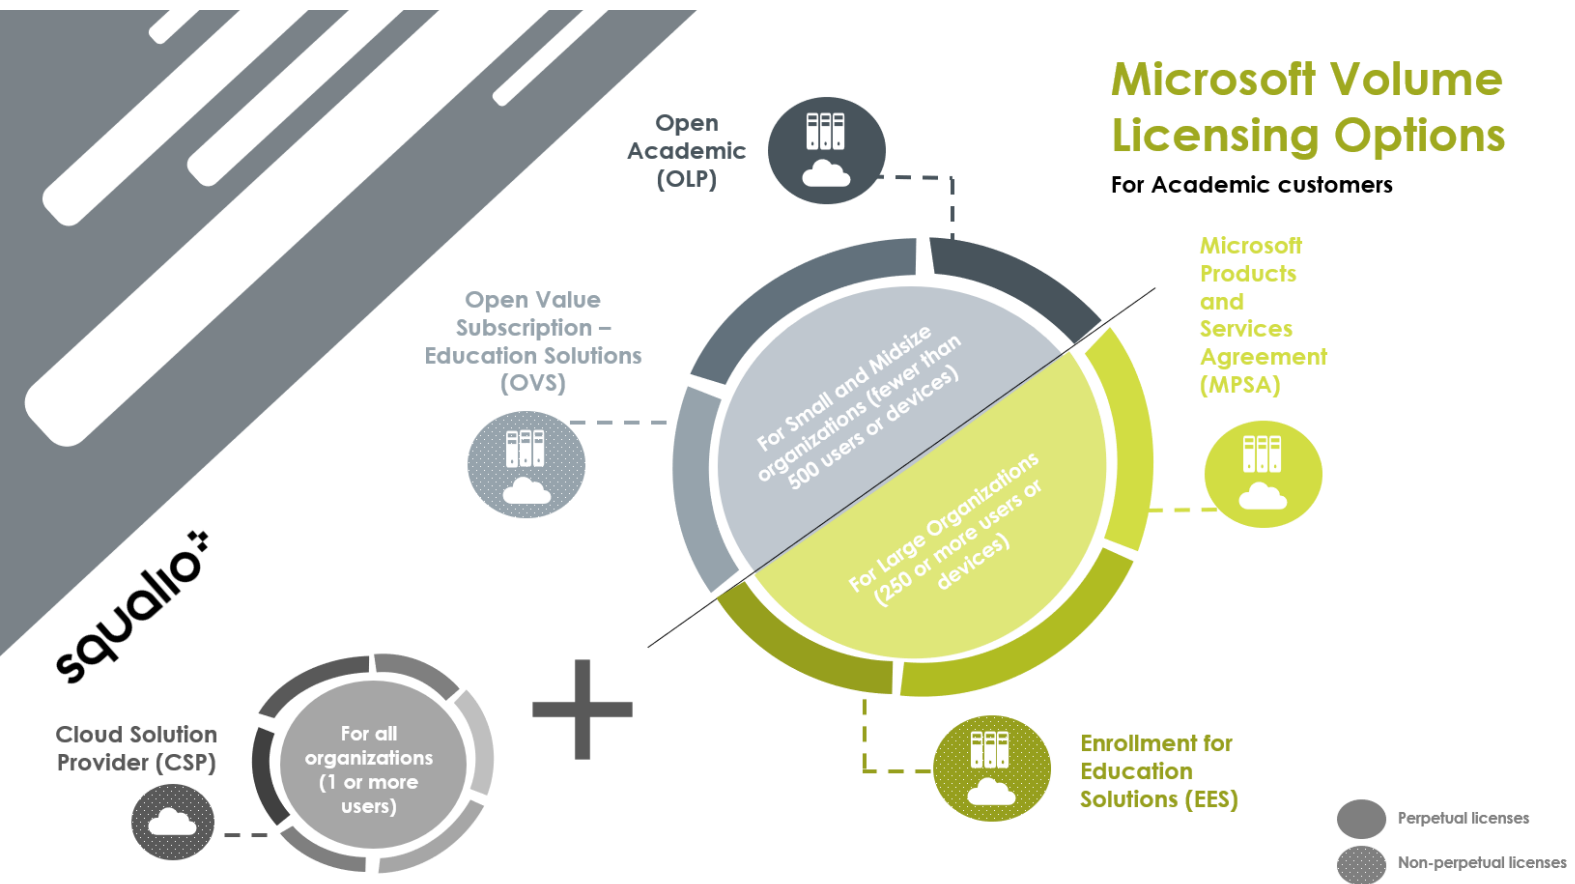 Microsoft Volume
Licensing Options
For Academic customers
Open
Academic
(OLP)
Microsoft
Products
and
Services
Agreement
(MPSA)
Open Value
Subscription –
Education Solutions
(OVS)
For Small and Midsize
organizations (fewer than
500 users or devices)
For Large Organizations
(250 or more users or
devices)
squalio
Cloud Solution
Provider (CSP)
For all
organizations
(1 or more
users)
Enrollment for
Education
Solutions (EES)
Perpetual licenses
Non-perpetual licenses